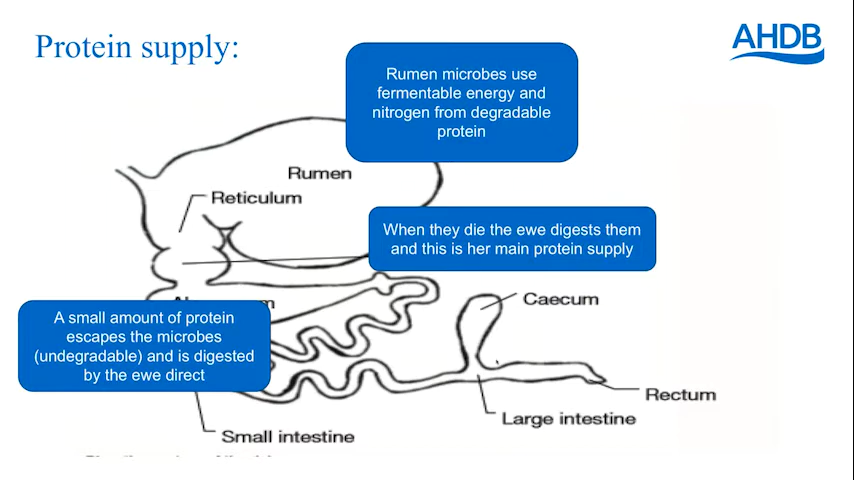 Protein supply:
AHDB
Rumen microbes use
fermentable energy and
nitrogen from degradable
protein
Rumen
Reticulum
When they die the ewe digests them
and this is her main protein supply
Caecum
A small amount of protein
escapes the microbes
(undegradable) and is digested
by the ewe direct
Rectum
Large intestine
Small intestine